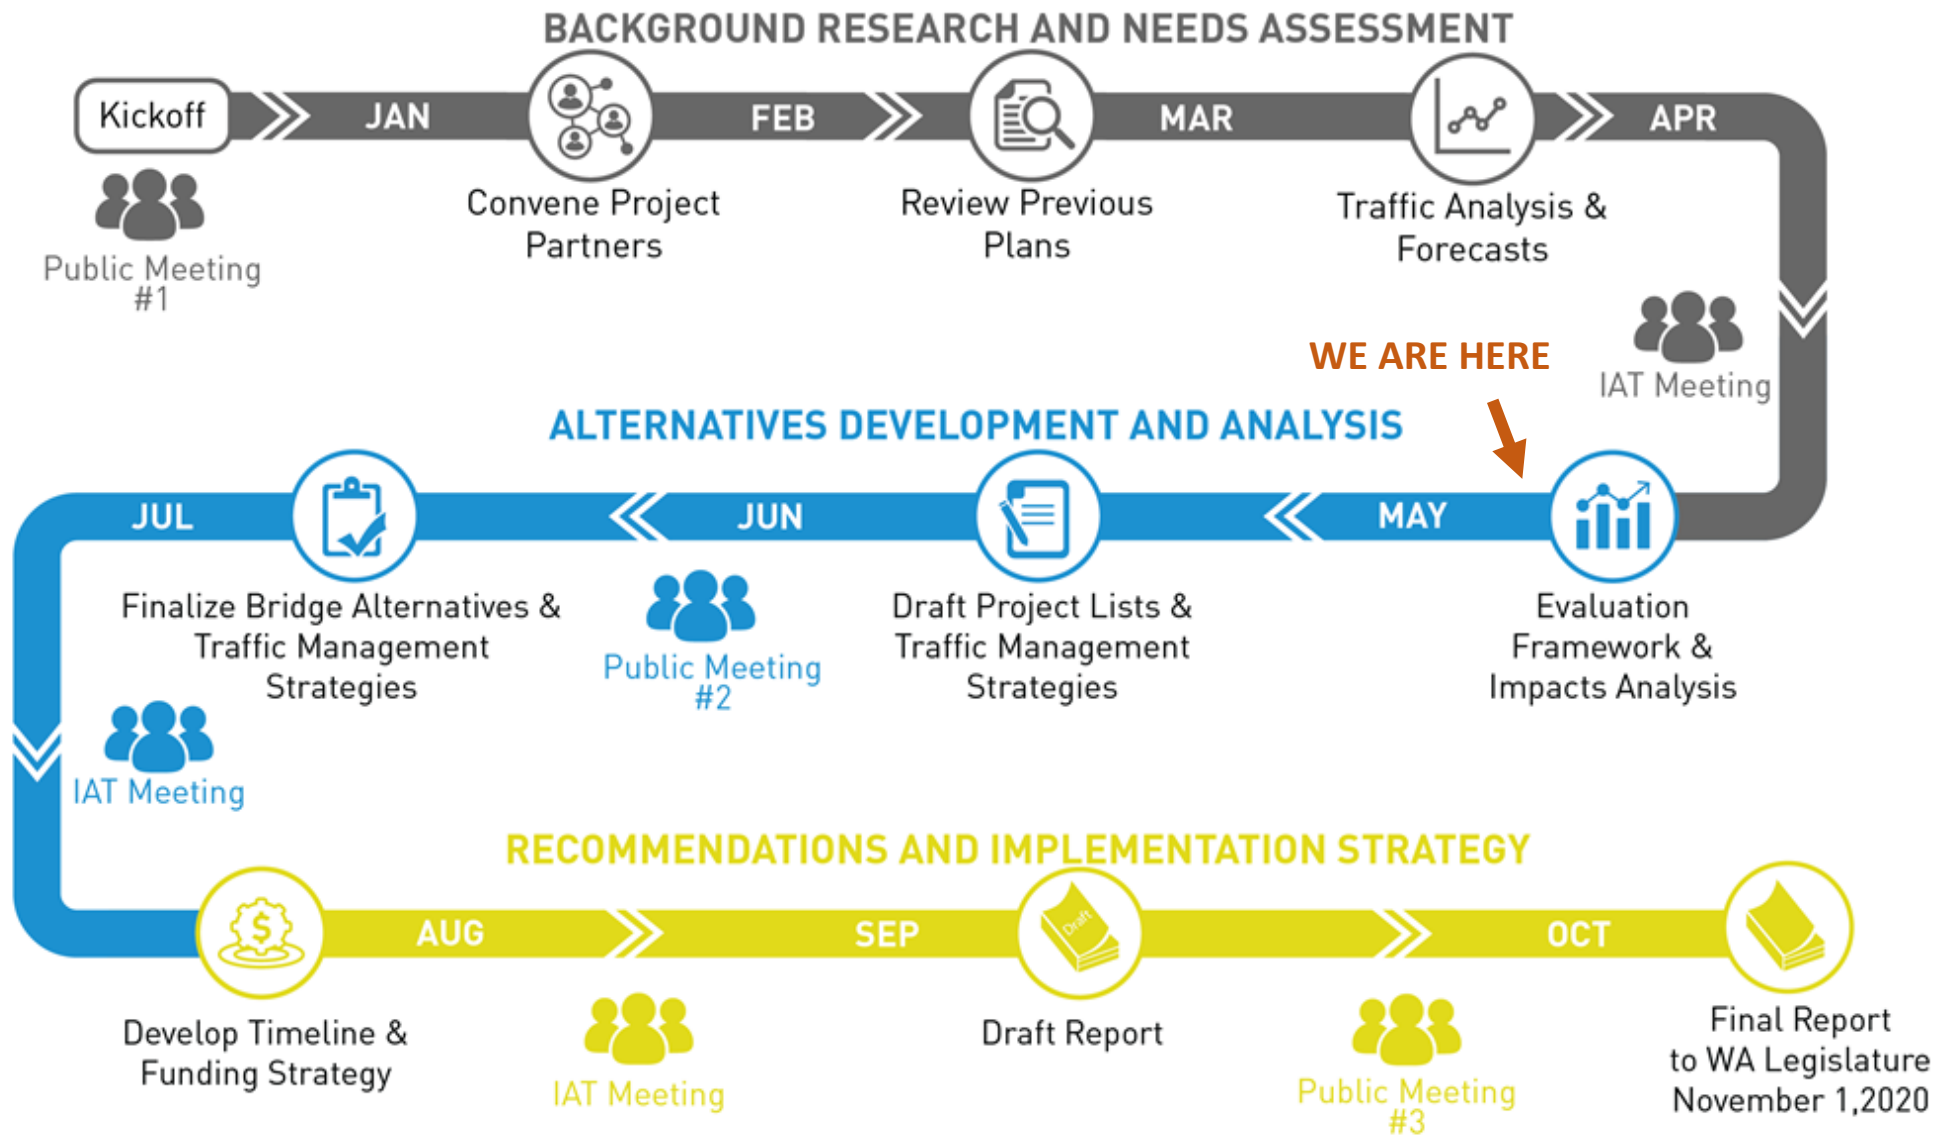 BACKGROUND RESEARCH AND NEEDS ASSESSMENT
Kickoff
JAN
FEB
MAR
APR
Convene Project
Partners
Review Previous
Plans
Traffic Analysis &
Forecasts
Public Meeting
#1
WE ARE HERE
IAT Meeting
ALTERNATIVES DEVELOPMENT AND ANALYSIS
JUL
JUN
MAY
Finalize Bridge Alternatives &
Traffic Management
Strategies
Public Meeting
#2
Draft Project Lists &
Traffic Management
Strategies
Evaluation
Framework &
Impacts Analysis
IAT Meeting
RECOMMENDATIONS AND IMPLEMENTATION STRATEGY
$
AUG
SEP
Draft
OCT
Develop Timeline &
Funding Strategy
IAT Meeting
Draft Report
Public Meeting
#3
Final Report
to WA Legislature
November 1,2020